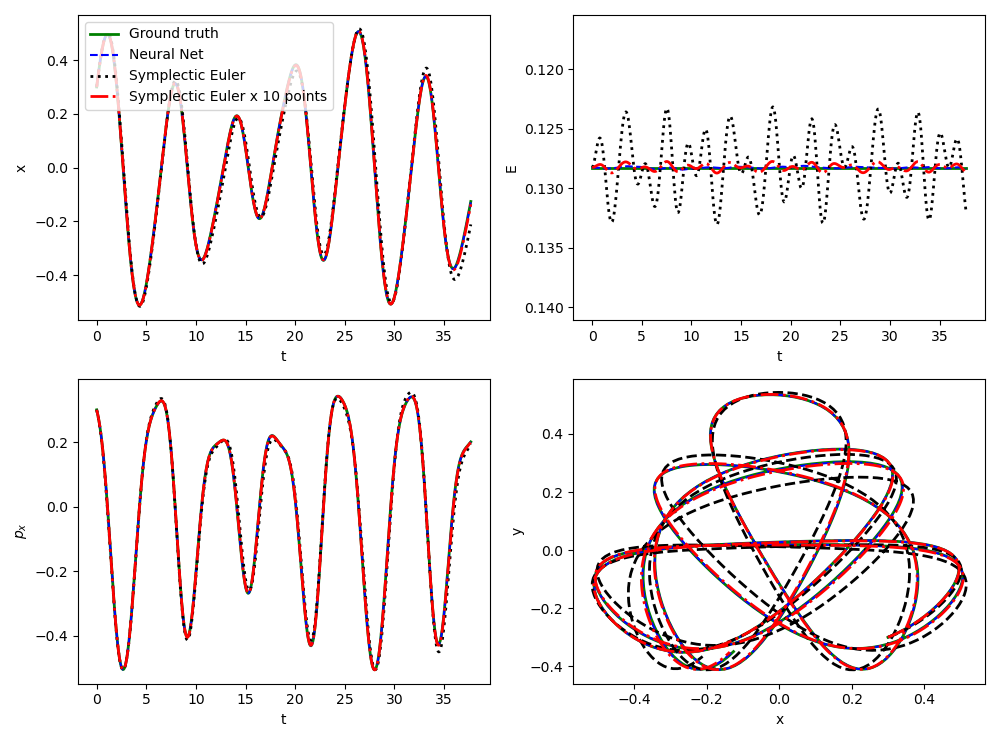 Ground truth
Neural Net
Symplectic Euler
Symplectic Euler x 10 points
0.4
0.2
0.0
−0.2
−0.4
x
0 5 10 15 20 25 30 35
t
0.120
0.125
0.130
0.135
0.140
E
0 5 10 15 20 25 30 35
t
0.2
0.0
−0.2
−0.4
pₓ
0 5 10 15 20 25 30 35
t
0.4
0.2
0.0
−0.2
−0.4
y
−0.4 −0.2 0.0 0.2 0.4
x